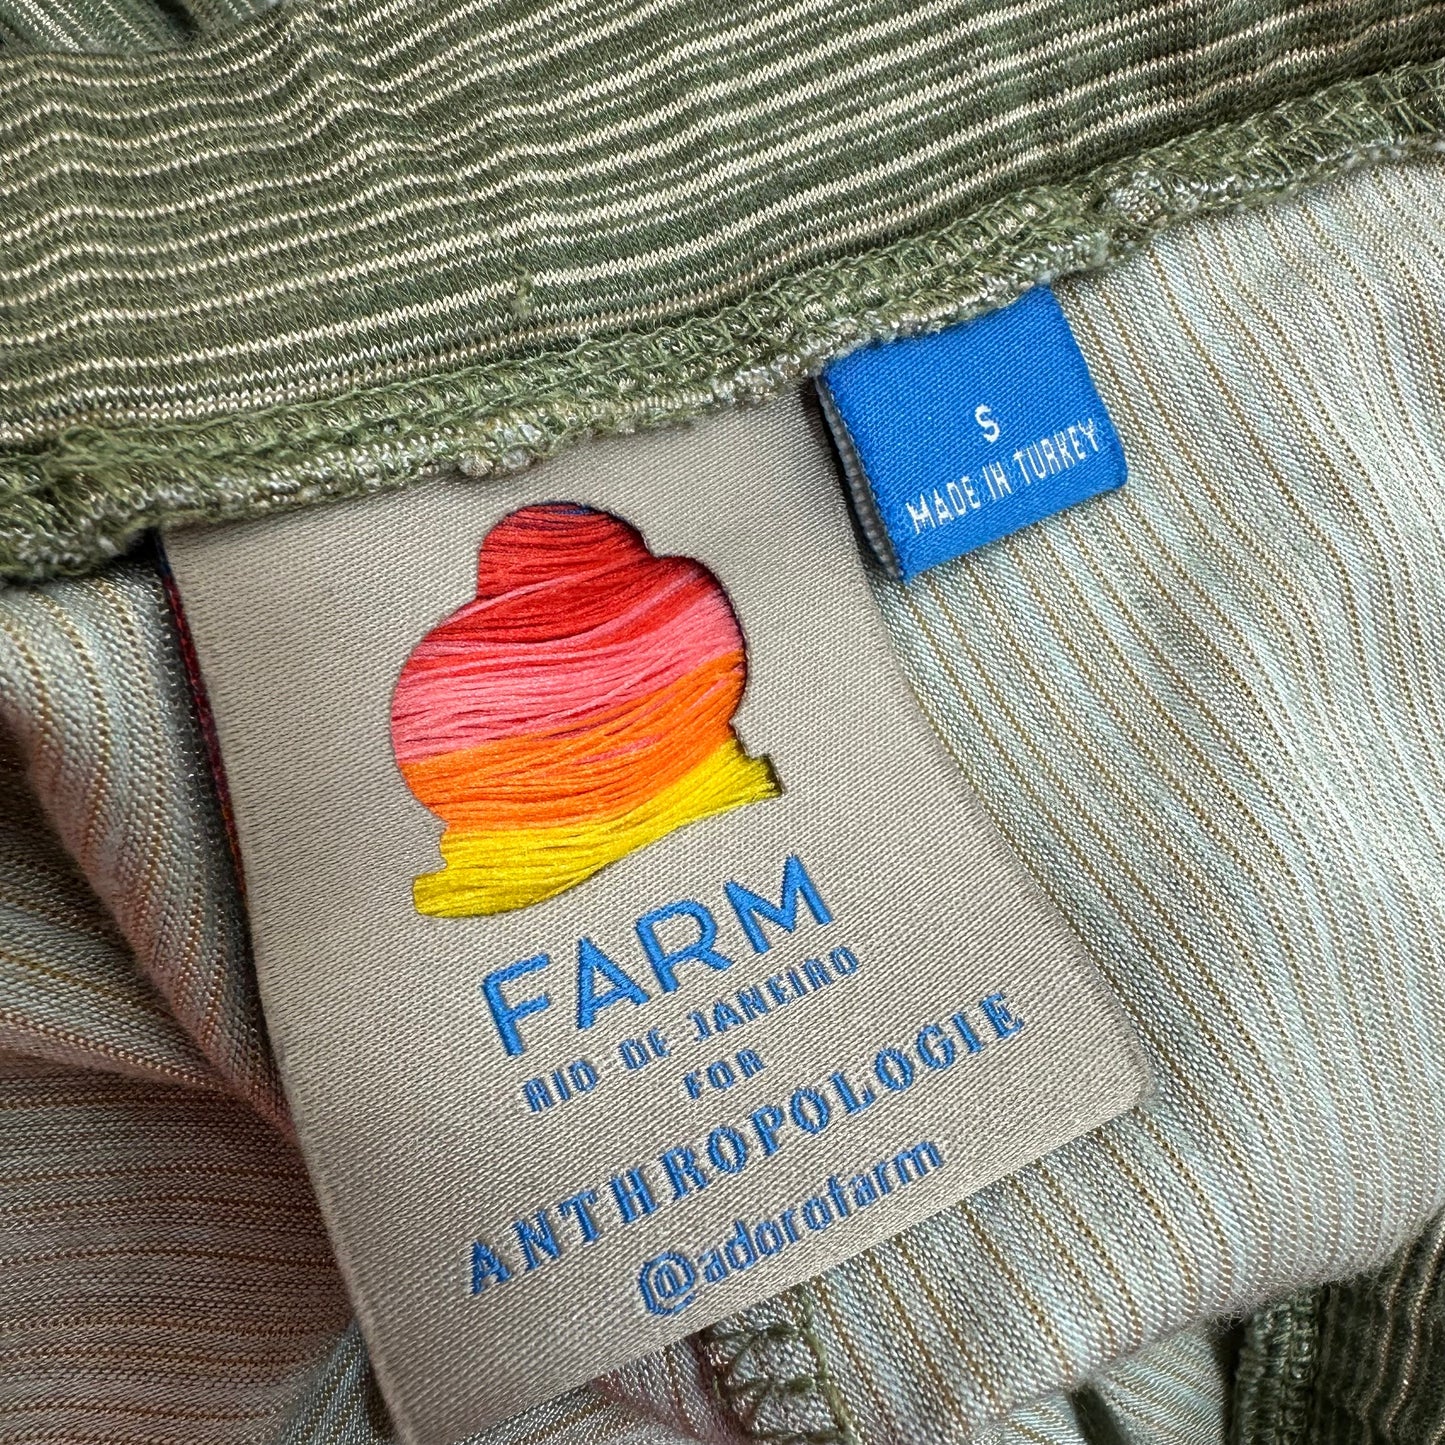 S
MADE IN TURKEY
FARM
RIO DE JANEIRO
FOR
ANTHROPOLOGIE
@adorofarm